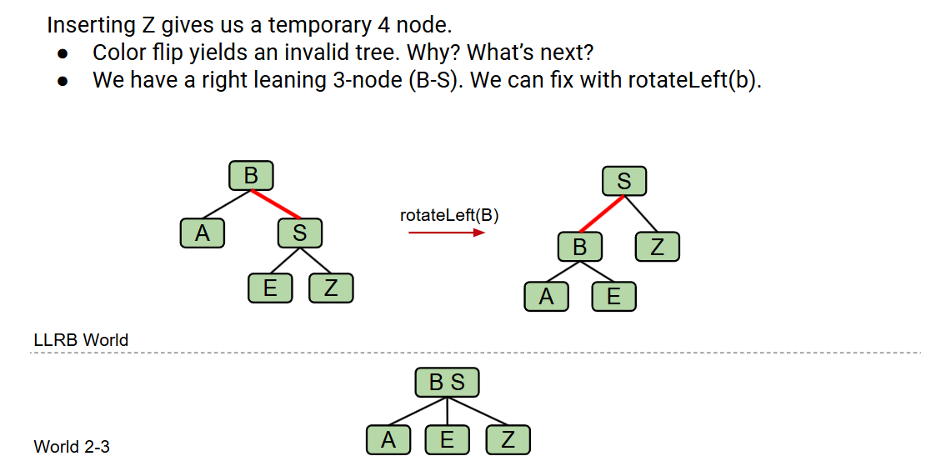 Inserting Z gives us a temporary 4 node.
● Color flip yields an invalid tree. Why? What’s next?
● We have a right leaning 3-node (B-S). We can fix with rotateLeft(b).
B
A
S
E
Z
rotateLeft(B)
S
B
Z
A
E
LLRB World
B S
A
E
Z
World 2-3